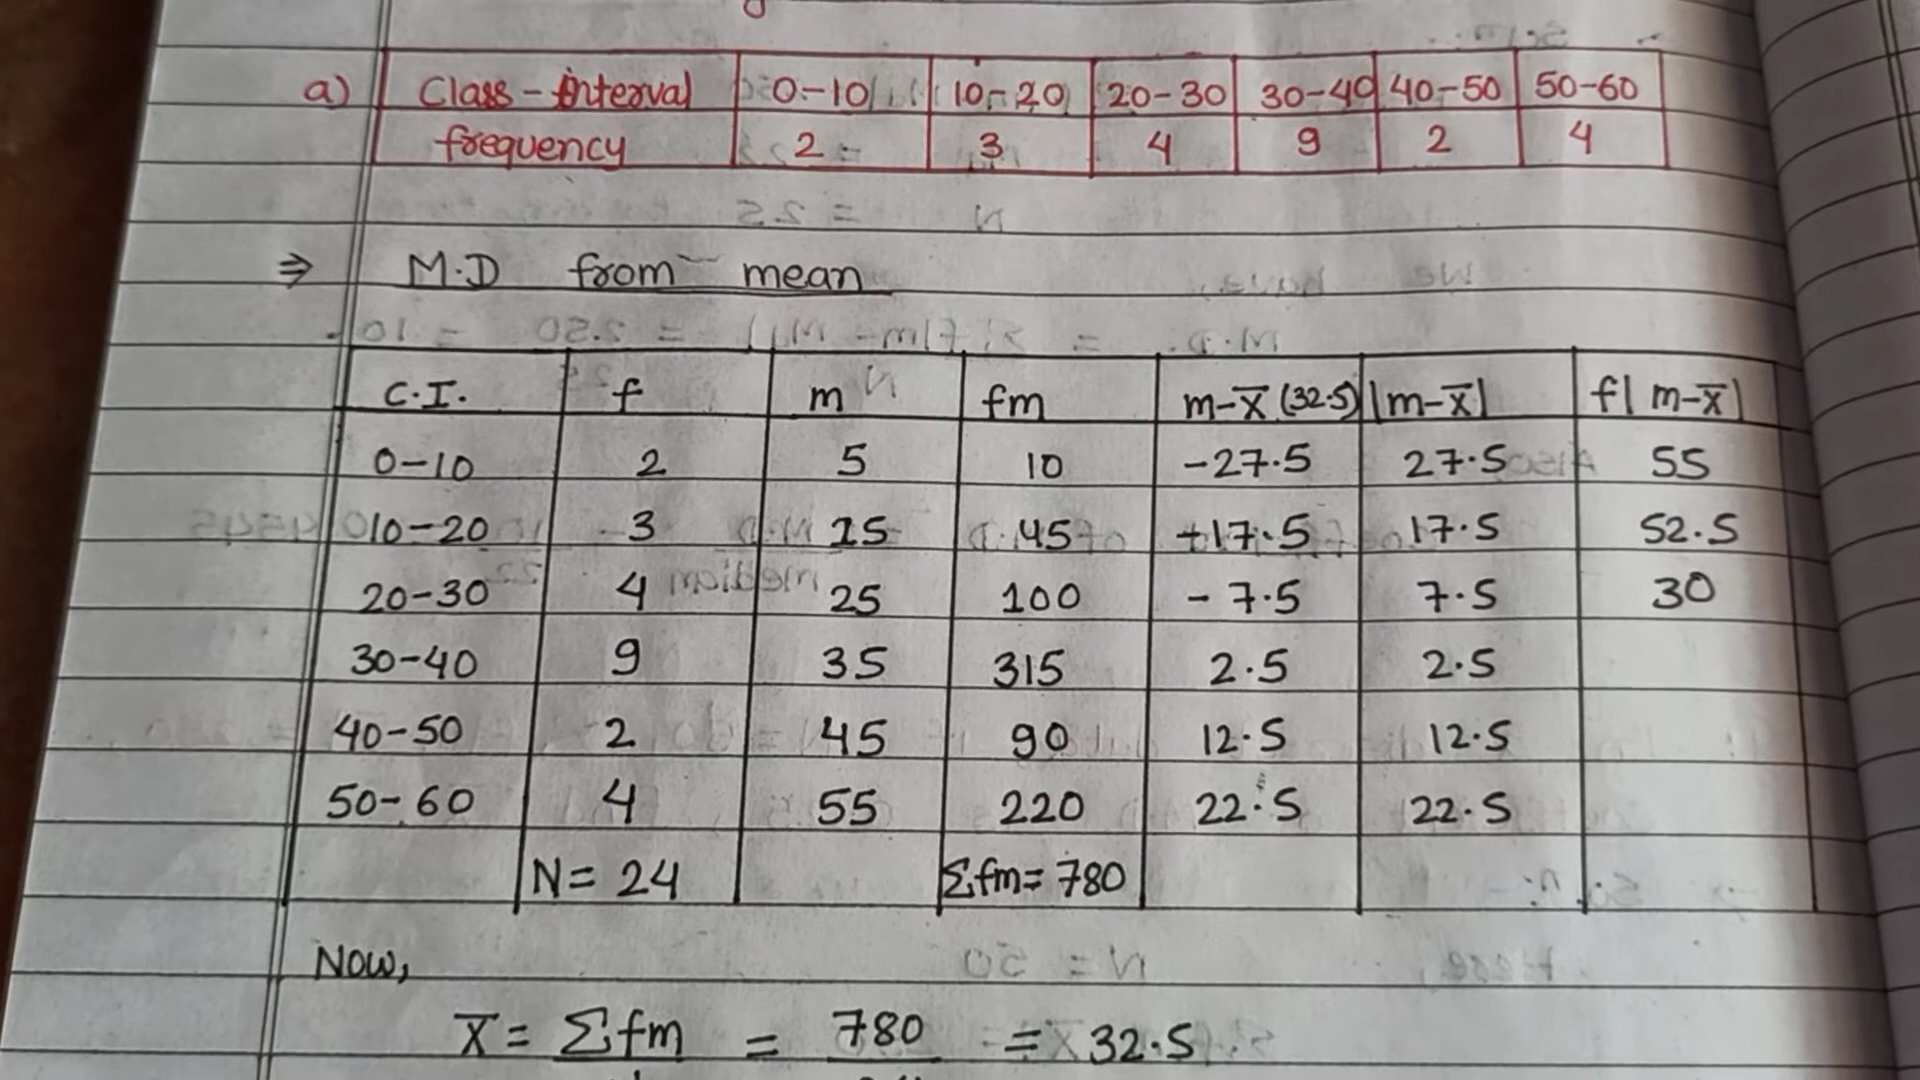 a) Class-interval 0-10 10-20 20-30 30-40 40-50 50-60
frequency 2 3 4 9 2 4
⇒ M.D from mean
C.I. f m fm m-x̅ (32.5) |m-x̅| f|m-x̅|
0-10 2 5 10 -27.5 27.5 55
10-20 3 15 45 +17.5 17.5 52.5
20-30 4 25 100 -7.5 7.5 30
30-40 9 35 315 2.5 2.5
40-50 2 45 90 12.5 12.5
50-60 4 55 220 22.5 22.5
N= 24 Σfm= 780
Now,
x̅ = Σfm = 780 = 32.5